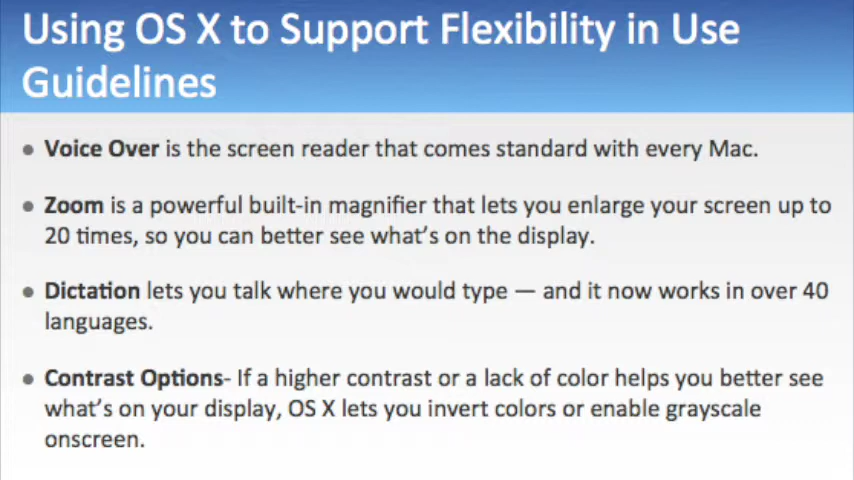 Using OS X to Support Flexibility in Use
Guidelines
• Voice Over is the screen reader that comes standard with every Mac.
• Zoom is a powerful built-in magnifier that lets you enlarge your screen up to
20 times, so you can better see what's on the display.
• Dictation lets you talk where you would type — and it now works in over 40
languages.
• Contrast Options- If a higher contrast or a lack of color helps you better see
what's on your display, OS X lets you invert colors or enable grayscale
onscreen.